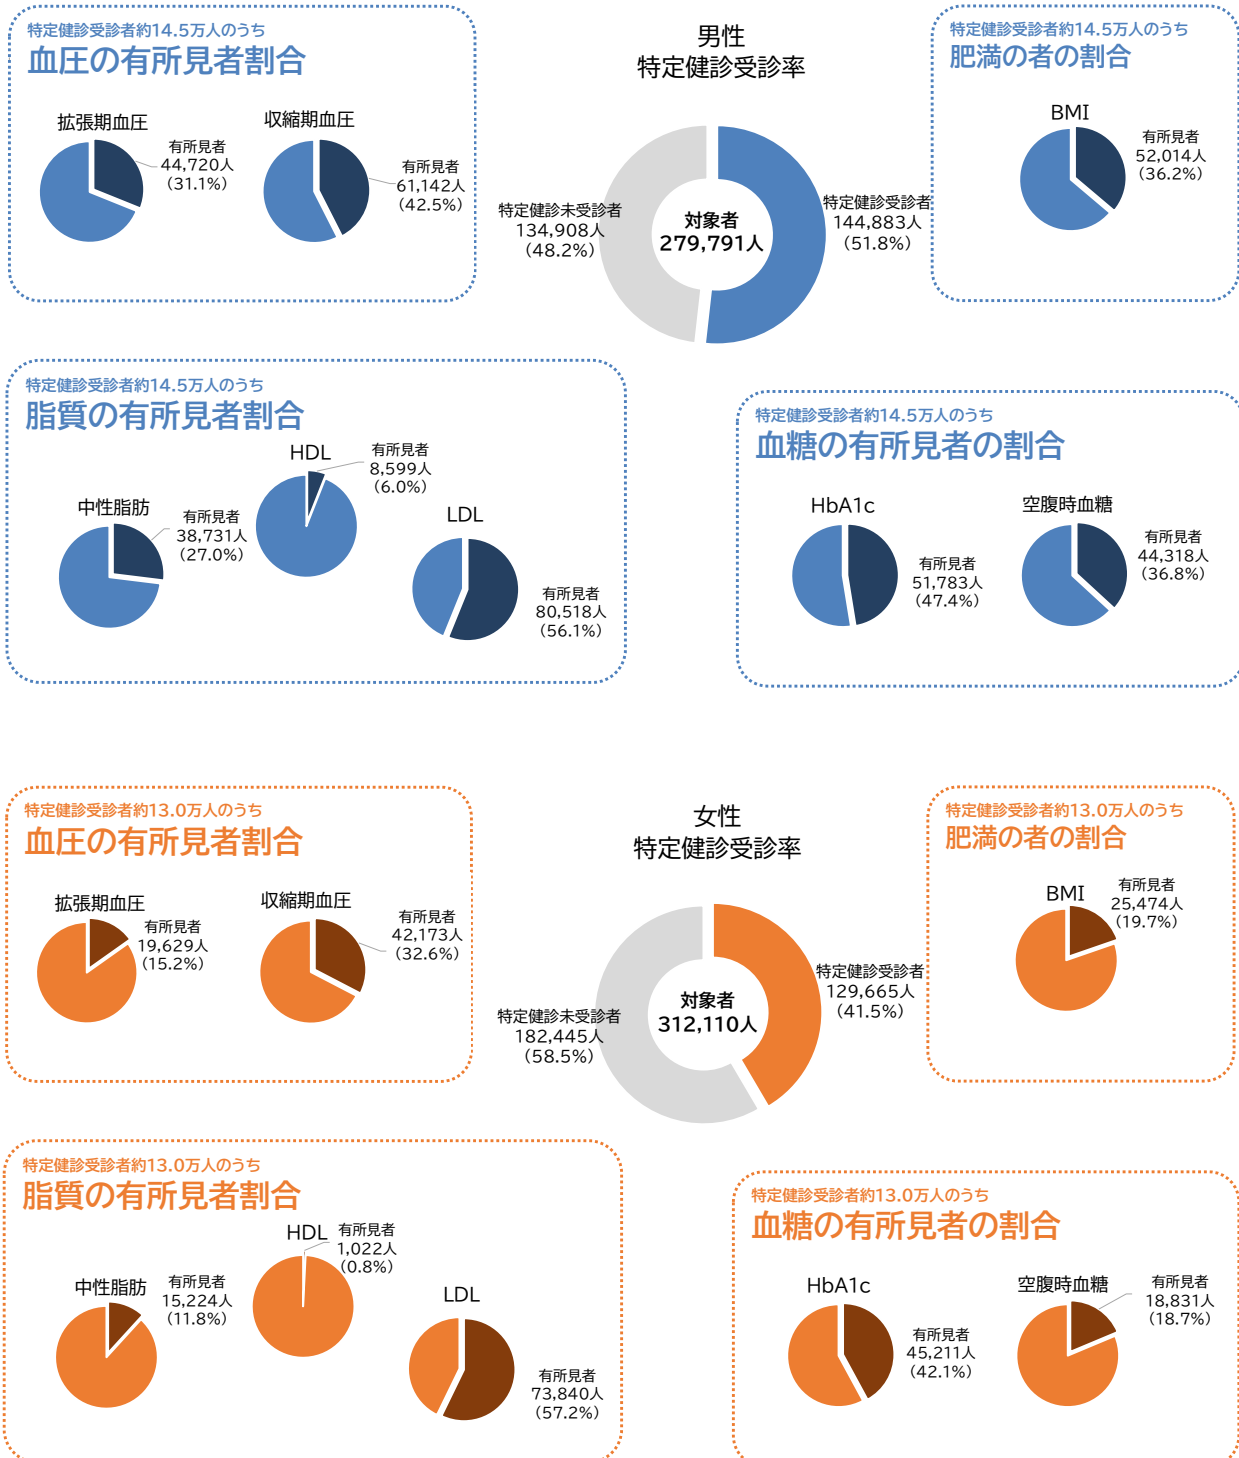 特定健診受診者約14.5万人のうち
血圧の有所見者割合
拡張期血圧
有所見者
44,720人
(31.1%)
収縮期血圧
有所見者
61,142人
(42.5%)
男性
特定健診受診率
特定健診未受診者
134,908人
(48.2%)
対象者
279,791人
特定健診受診者
144,883人
(51.8%)
特定健診受診者約14.5万人のうち
肥満の者の割合
BMI
有所見者
52,014人
(36.2%)
特定健診受診者約14.5万人のうち
脂質の有所見者割合
中性脂肪
有所見者
38,731人
(27.0%)
HDL
有所見者
8,599人
(6.0%)
LDL
有所見者
80,518人
(56.1%)
特定健診受診者約14.5万人のうち
血糖の有所見者の割合
HbA1c
有所見者
51,783人
(47.4%)
空腹時血糖
有所見者
44,318人
(36.8%)
特定健診受診者約13.0万人のうち
血圧の有所見者割合
拡張期血圧
有所見者
19,629人
(15.2%)
収縮期血圧
有所見者
42,173人
(32.6%)
女性
特定健診受診率
特定健診未受診者
182,445人
(58.5%)
対象者
312,110人
特定健診受診者
129,665人
(41.5%)
特定健診受診者約13.0万人のうち
肥満の者の割合
BMI
有所見者
25,474人
(19.7%)
特定健診受診者約13.0万人のうち
脂質の有所見者割合
中性脂肪
有所見者
15,224人
(11.8%)
HDL
有所見者
1,022人
(0.8%)
LDL
有所見者
73,840人
(57.2%)
特定健診受診者約13.0万人のうち
血糖の有所見者の割合
HbA1c
有所見者
45,211人
(42.1%)
空腹時血糖
有所見者
18,831人
(18.7%)